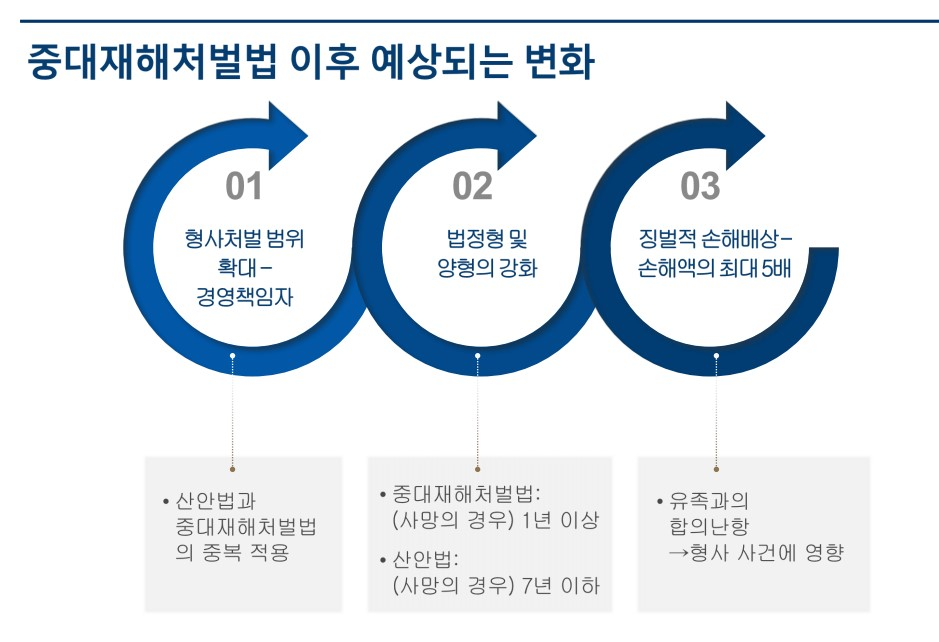 중대재해처벌법 이후 예상되는 변화
01
형사처벌 범위
확대 –
경영책임자
02
법정형 및
양형의 강화
03
징벌적 손해배상–
손해액의 최대 5배
• 산안법과
중대재해처벌법
의 중복 적용
• 중대재해처벌법:
(사망의 경우) 1년 이상
• 산안법:
(사망의 경우) 7년 이하
• 유족과의
합의난항
→형사 사건에 영향